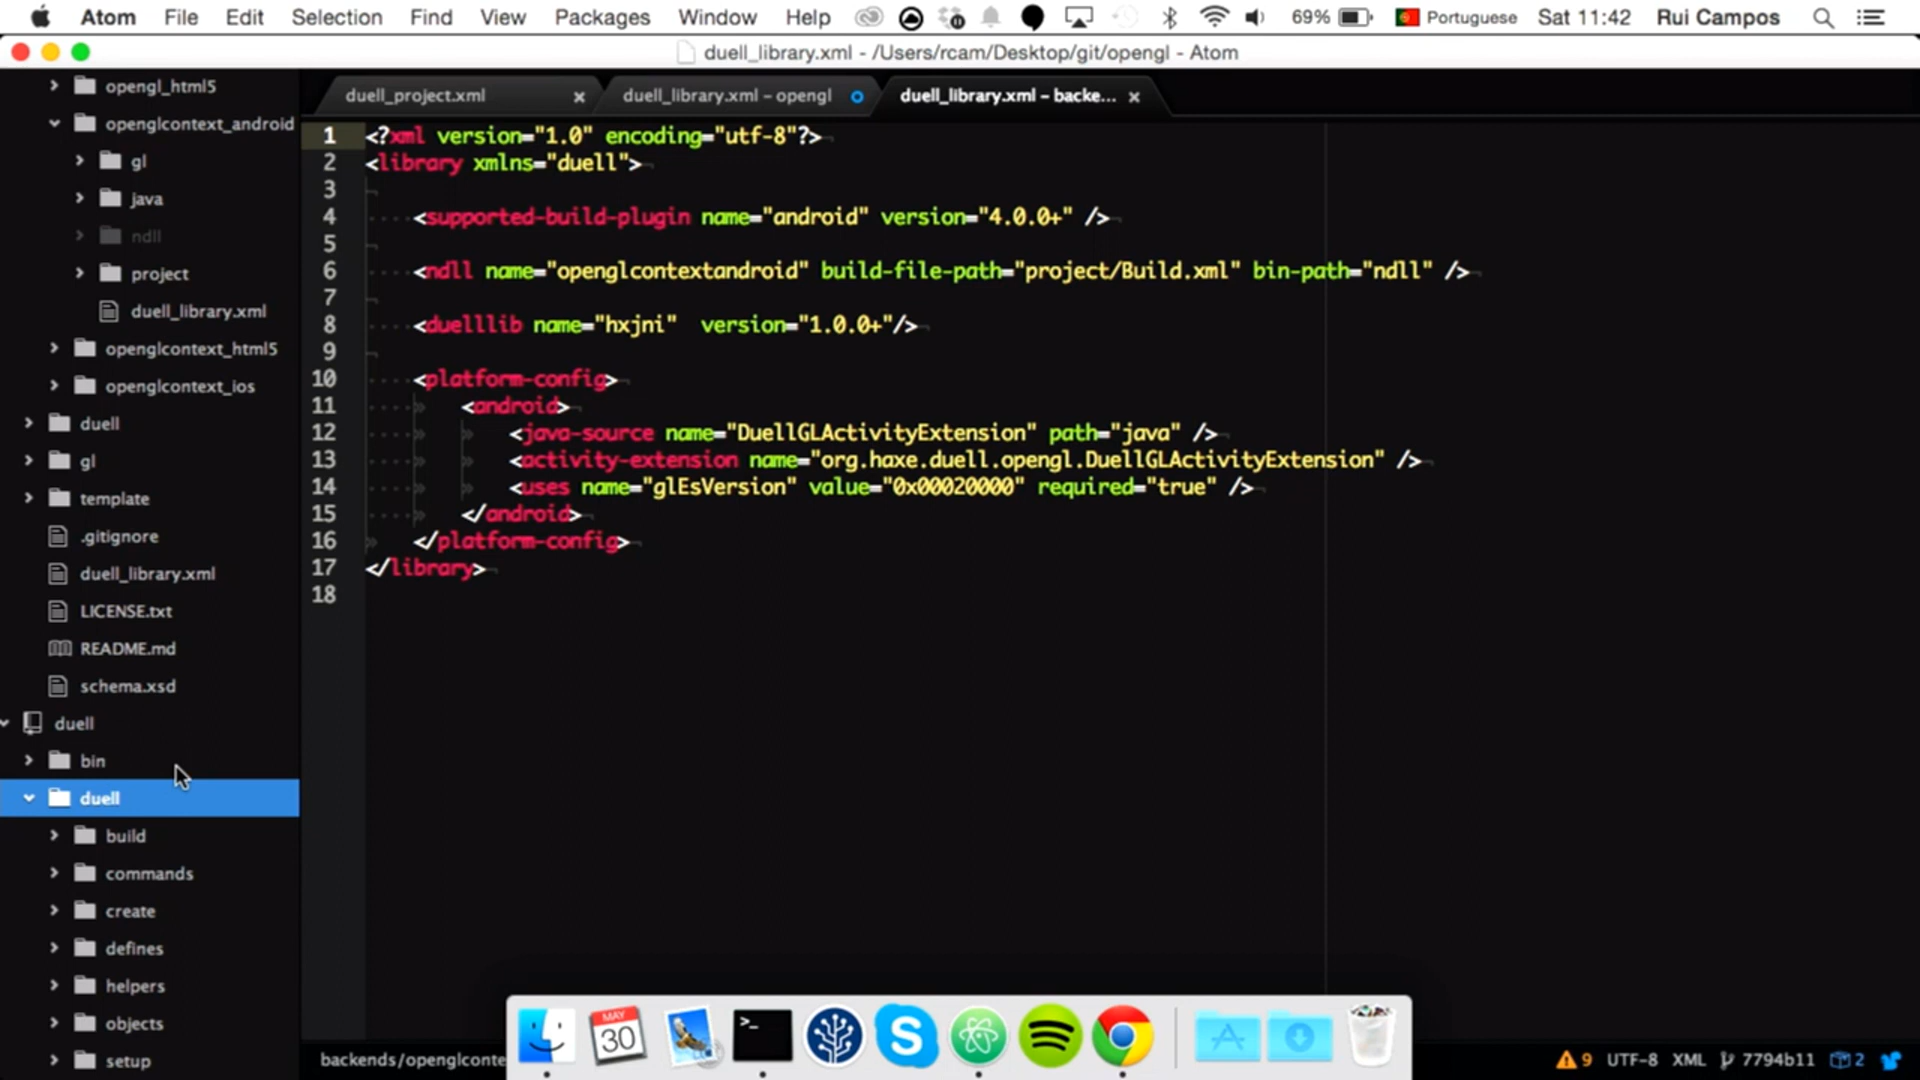 Atom File Edit Selection Find View Packages Window Help 69% Portuguese Sat 11:42 Rui Campos
duell_library.xml - /Users/rcam/Desktop/git/opengl - Atom
opengl_html5
openglcontext_android
gl
java
ndll
project
duell_library.xml
openglcontext_html5
openglcontext_ios
duell
gl
template
.gitignore
duell_library.xml
LICENSE.txt
README.md
schema.xsd
duell
bin
duell
build
commands
create
defines
helpers
objects
setup
duell_project.xml duell_library.xml – opengl duell_library.xml – backe...
1 <?xml version="1.0" encoding="utf-8"?>
2 <library xmlns="duell">
3
4 <supported-build-plugin name="android" version="4.0.0+" />
5
6 <ndll name="openglcontextandroid" build-file-path="project/Build.xml" bin-path="ndll" />
7
8 <duelllib name="hxjni" version="1.0.0+"/>
9
10 <platform-config>
11 <android>
12 <java-source name="DuellGLActivityExtension" path="java" />
13 <activity-extension name="org.haxe.duell.opengl.DuellGLActivityExtension" />
14 <uses name="glEsVersion" value="0x00020000" required="true" />
15 </android>
16 </platform-config>
17 </library>
18
MAY
30
backends/openglconte
9 UTF-8 XML 7794b11 2